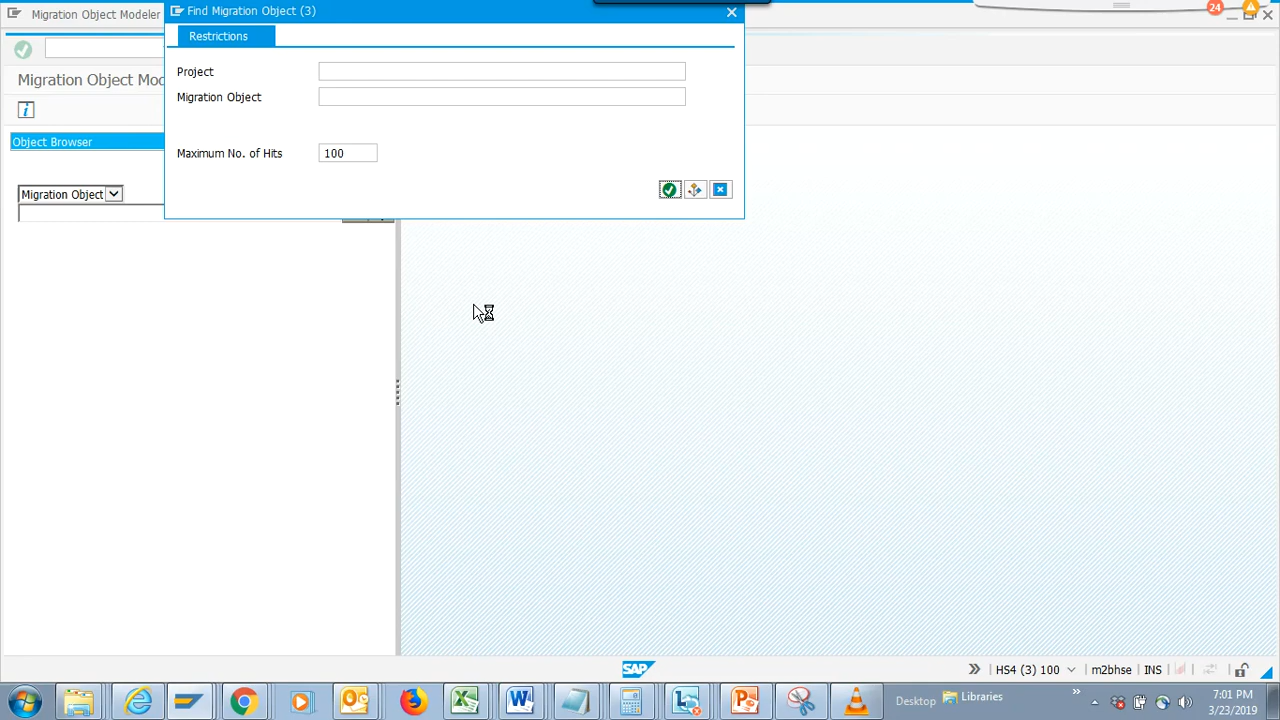 Migration Object Modeler
Find Migration Object (3)
24
Restrictions
Project
Migration Object
Migration Object Mod
i
Object Browser
Maximum No. of Hits
100
Migration Object
SAP
HS4 (3) 100
m2bhse
INS
Desktop
Libraries
7:01 PM
3/23/2019